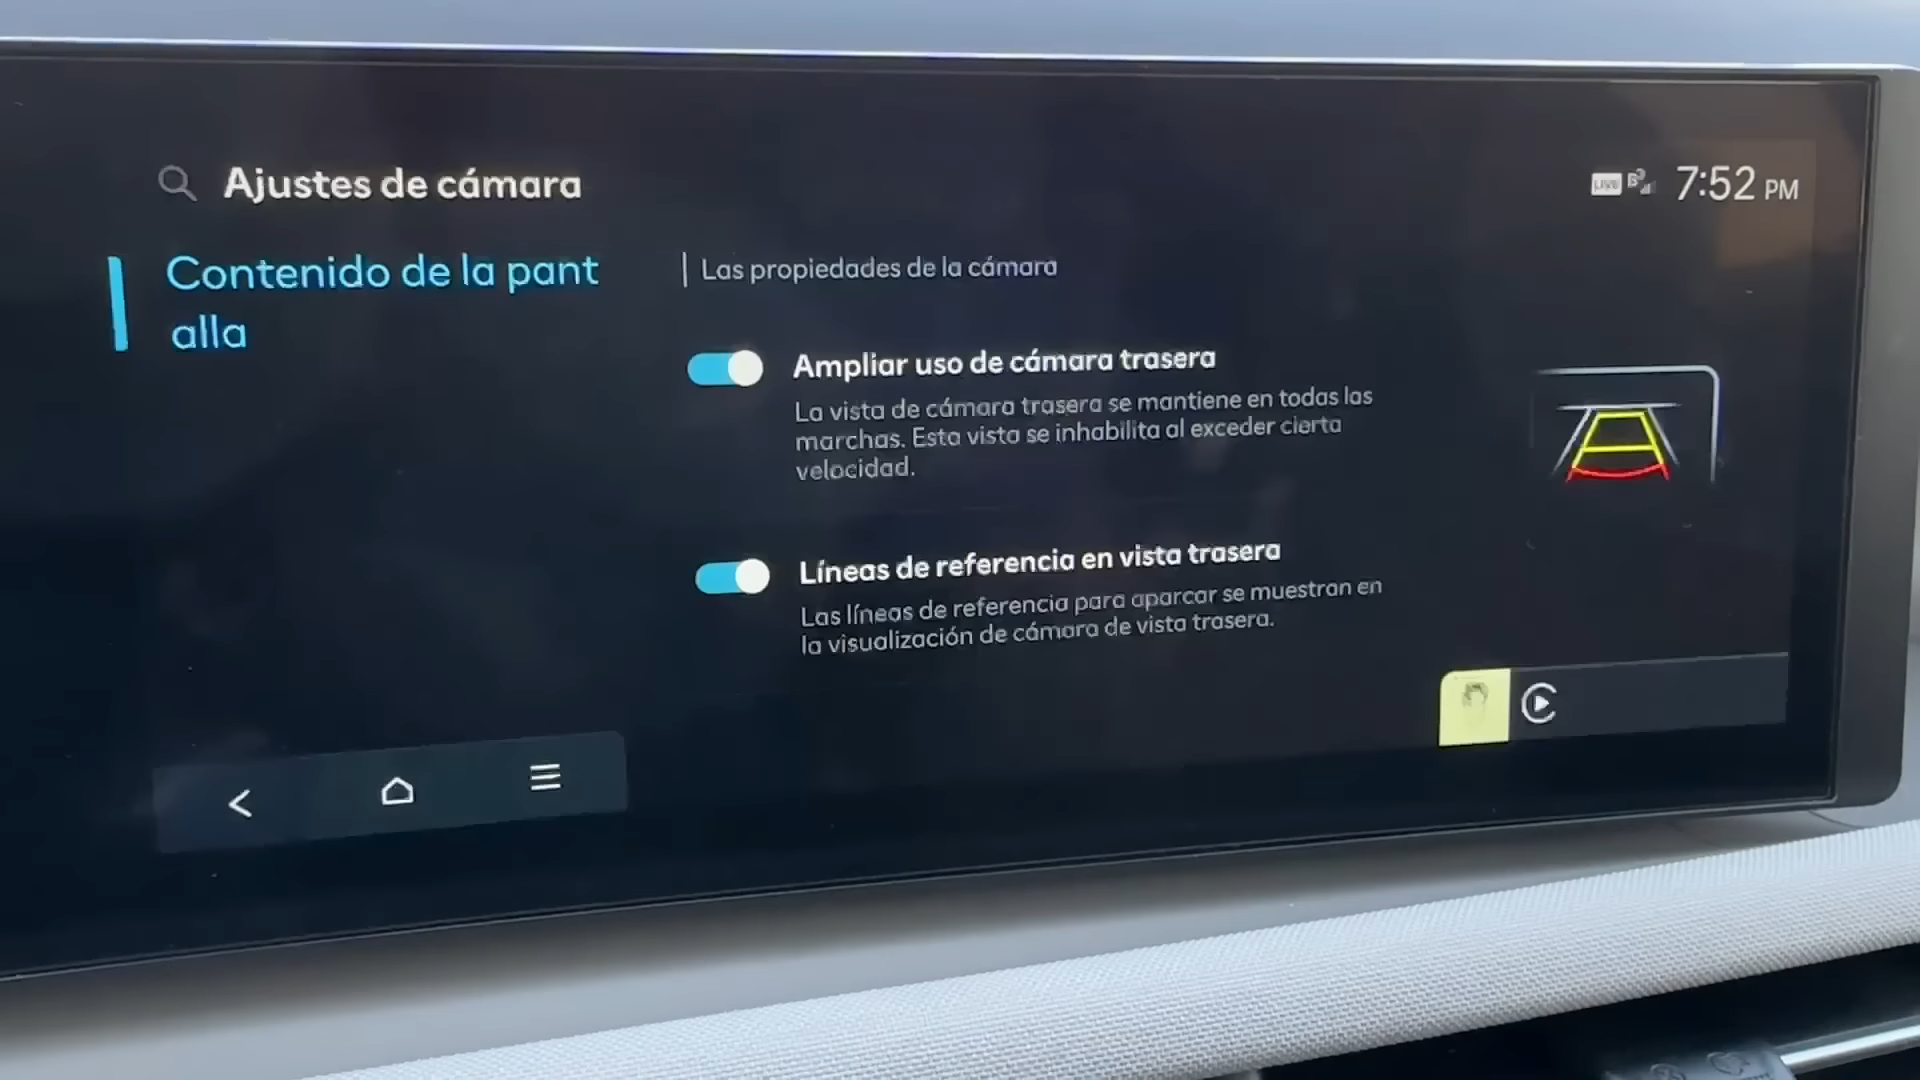 Ajustes de cámara
LIVE
7:52 PM
Contenido de la pant
alla
Las propiedades de la cámara
Ampliar uso de cámara trasera
La vista de cámara trasera se mantiene en todas las
marchas. Esta vista se inhabilita al exceder cierta
velocidad.
Líneas de referencia en vista trasera
Las líneas de referencia para aparcar se muestran en
la visualización de cámara de vista trasera.